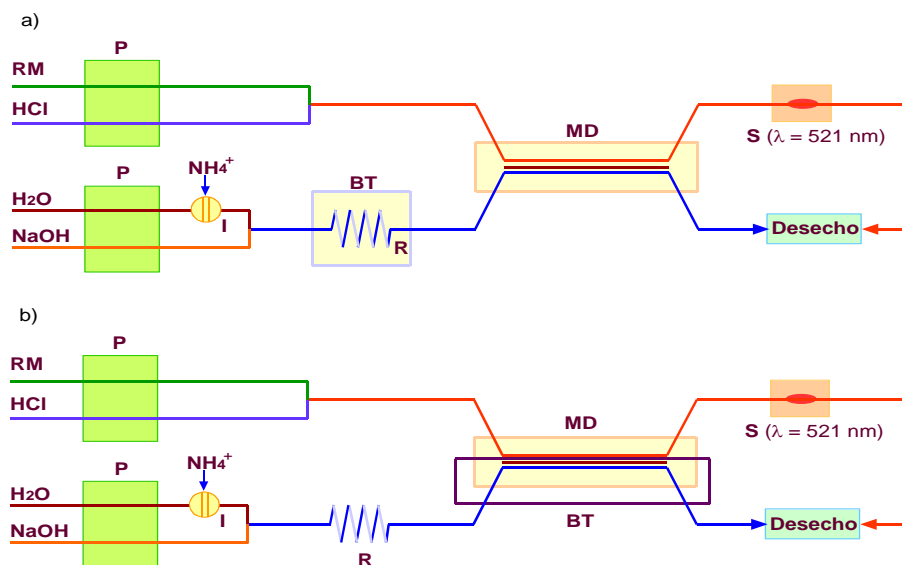 a)
P
RM
HCl
MD
S (λ = 521 nm)
P
NH4+
BT
H2O
I
NaOH
R
Desecho
b)
P
RM
HCl
MD
S (λ = 521 nm)
P
NH4+
H2O
I
NaOH
R
BT
Desecho